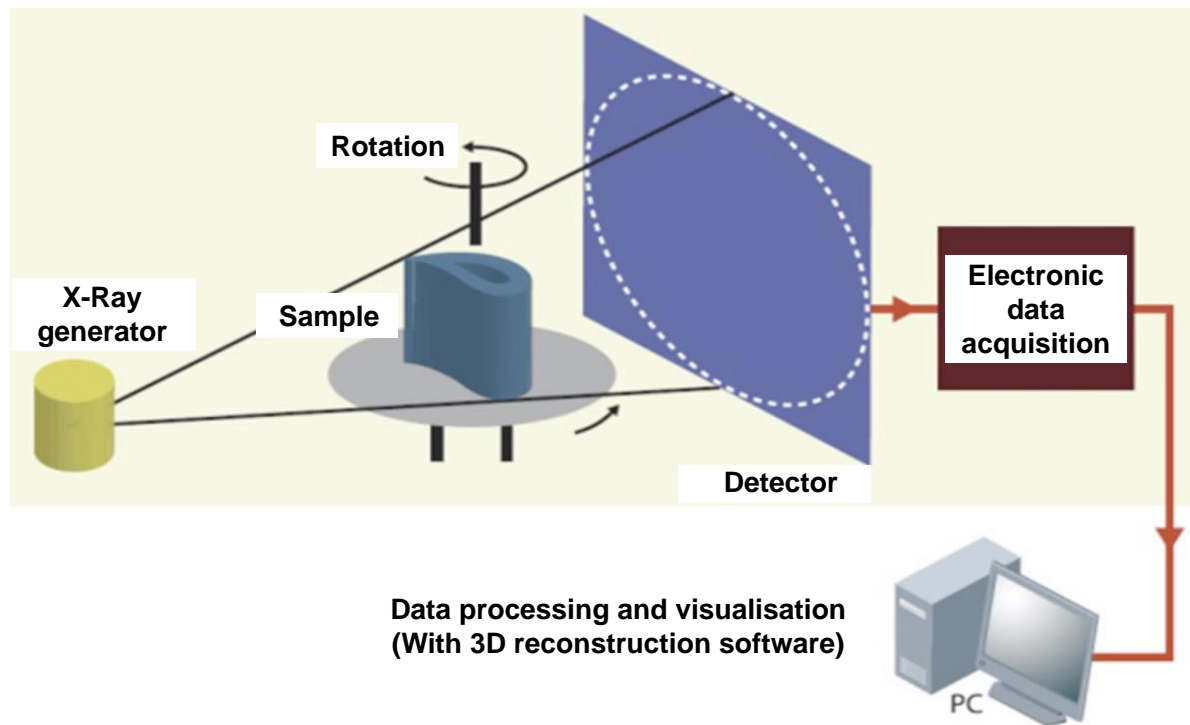 Rotation
X-Ray
generator
Sample
Electronic
data
acquisition
Detector
Data processing and visualisation
(With 3D reconstruction software)
PC